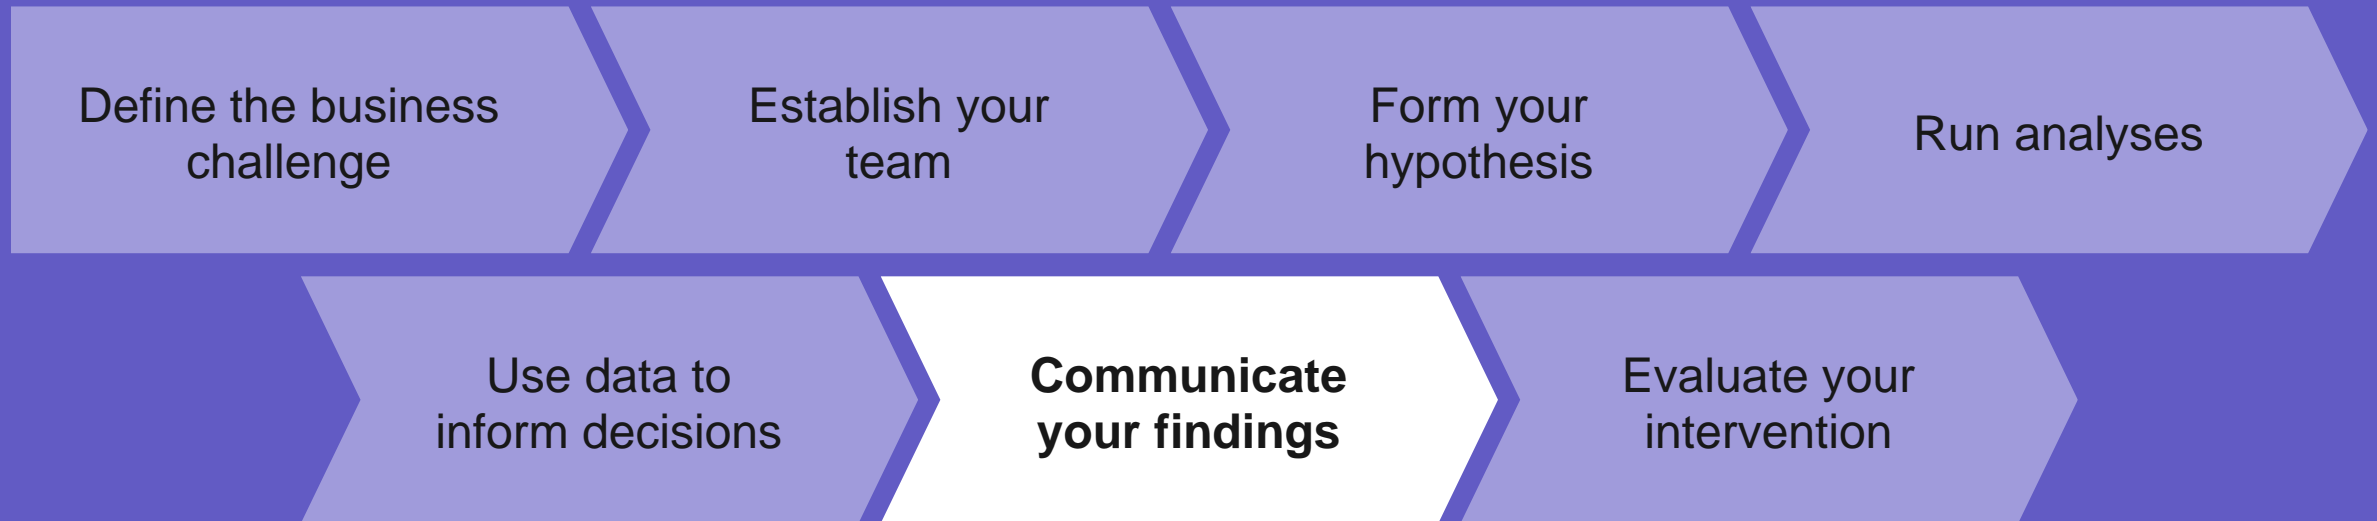 Define the business
challenge
Establish your
team
Form your
hypothesis
Run analyses
Use data to
inform decisions
Communicate
your findings
Evaluate your
intervention